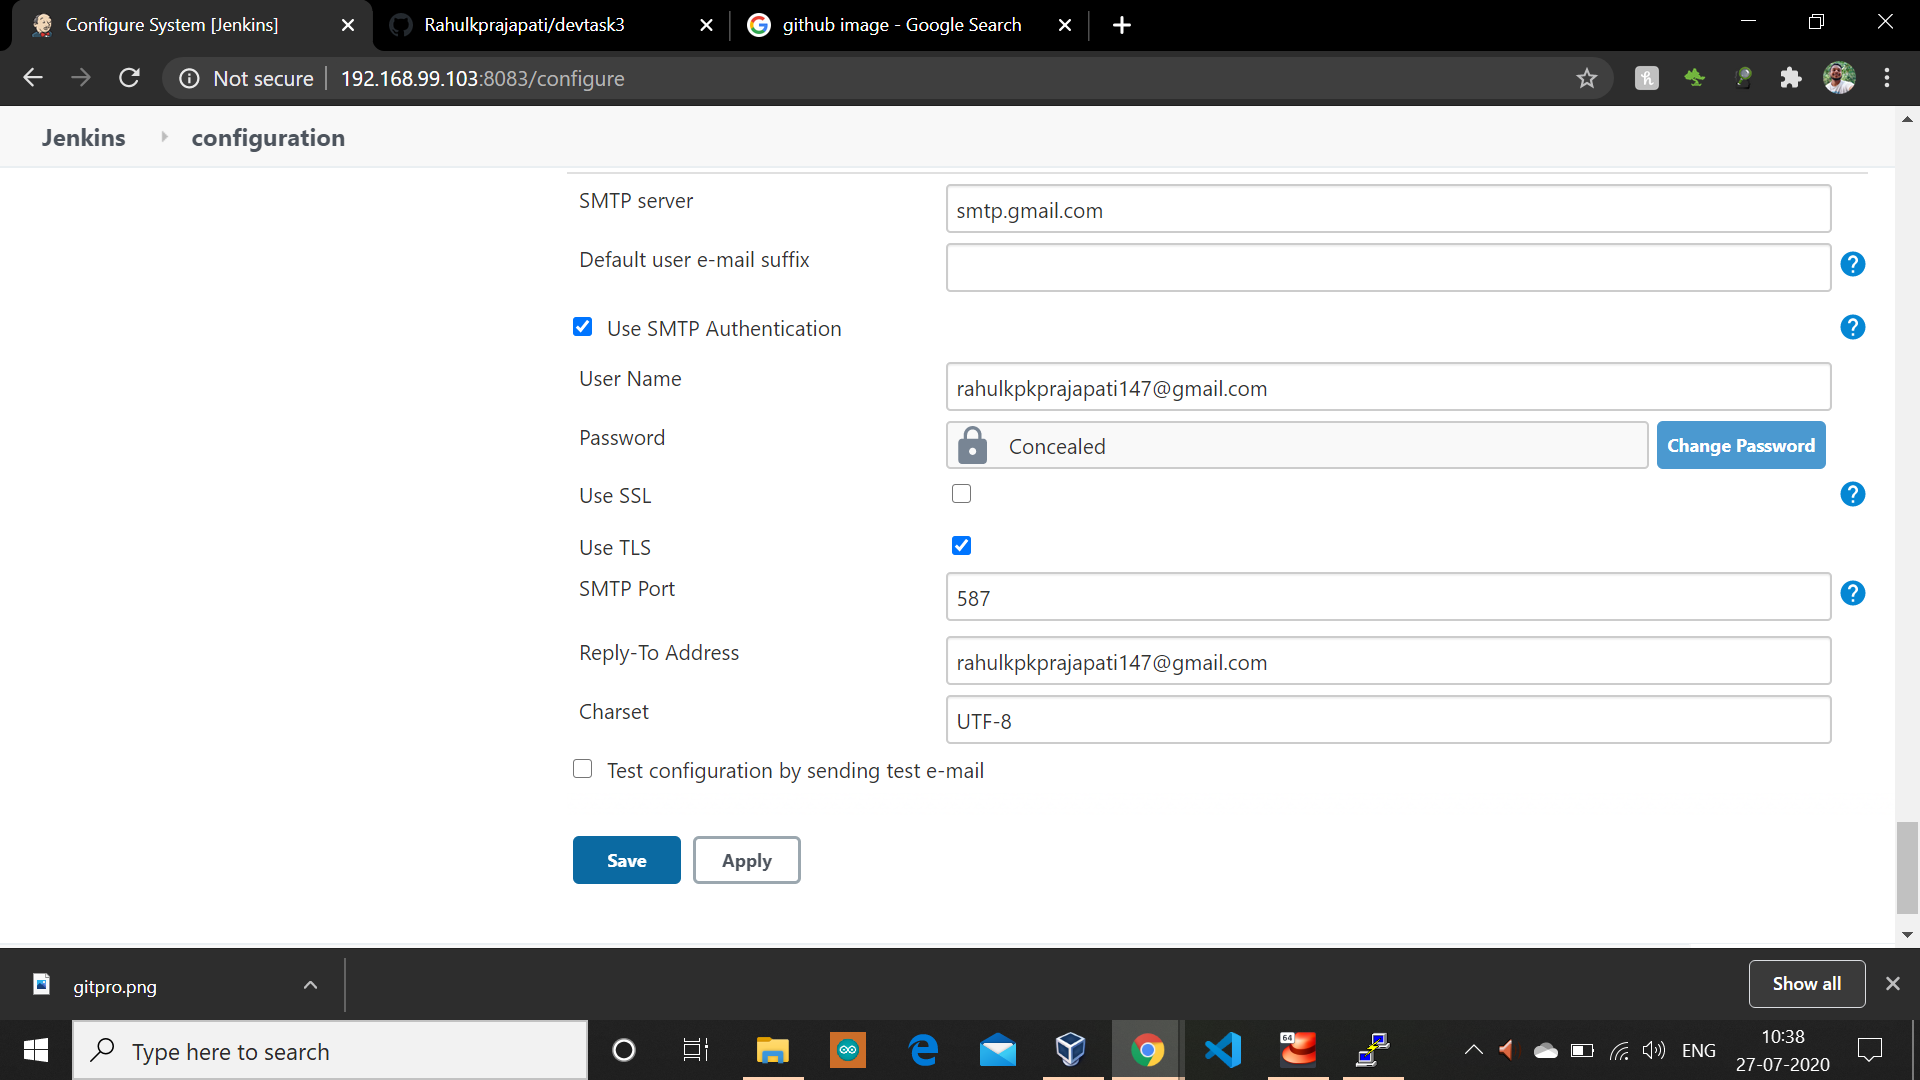 Configure System [Jenkins]
Rahulkprajapati/devtask3
github image - Google Search
Not secure
192.168.99.103:8083/configure
Jenkins
configuration
SMTP server
smtp.gmail.com
Default user e-mail suffix
Use SMTP Authentication
User Name
rahulkpkprajapati147@gmail.com
Password
Concealed
Change Password
Use SSL
Use TLS
SMTP Port
587
Reply-To Address
rahulkpkprajapati147@gmail.com
Charset
UTF-8
Test configuration by sending test e-mail
Save
Apply
gitpro.png
Show all
Type here to search
64
ENG
10:38
27-07-2020